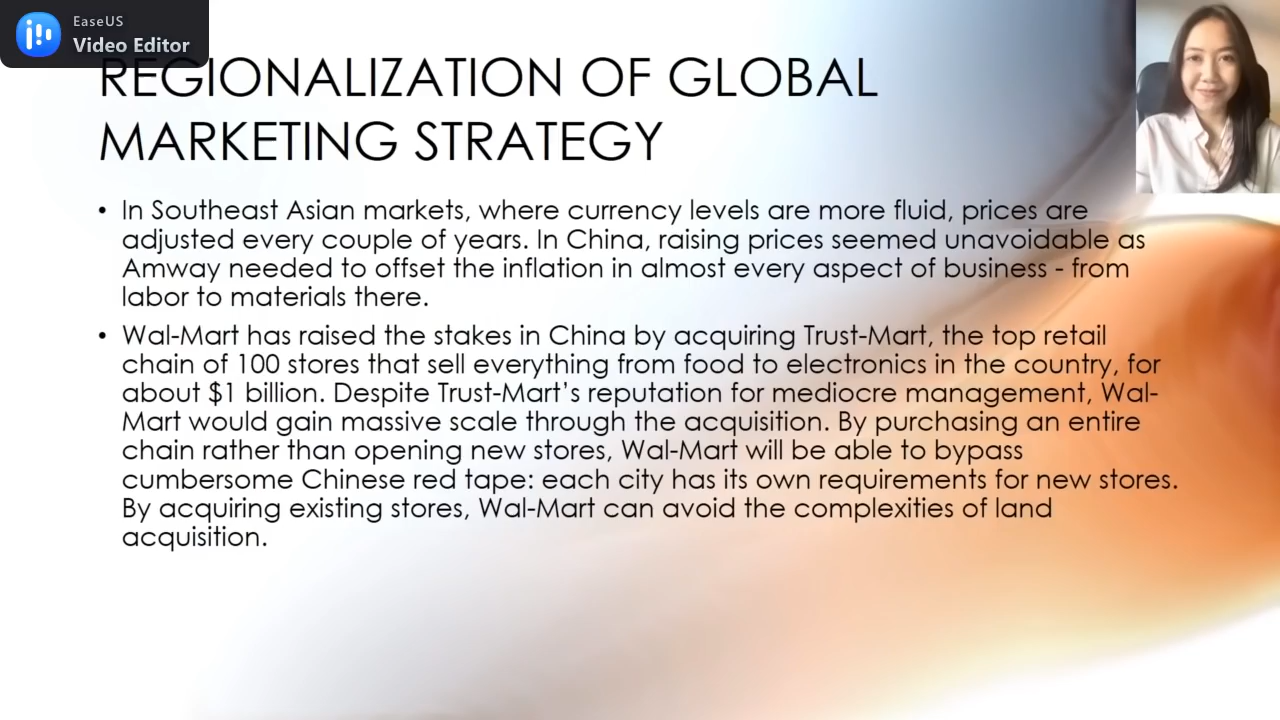 EaseUS
Video Editor
REGIONALIZATION OF GLOBAL
MARKETING STRATEGY
• In Southeast Asian markets, where currency levels are more fluid, prices are
adjusted every couple of years. In China, raising prices seemed unavoidable as
Amway needed to offset the inflation in almost every aspect of business - from
labor to materials there.
• Wal-Mart has raised the stakes in China by acquiring Trust-Mart, the top retail
chain of 100 stores that sell everything from food to electronics in the country, for
about $1 billion. Despite Trust-Mart’s reputation for mediocre management, Wal-
Mart would gain massive scale through the acquisition. By purchasing an entire
chain rather than opening new stores, Wal-Mart will be able to bypass
cumbersome Chinese red tape: each city has its own requirements for new stores.
By acquiring existing stores, Wal-Mart can avoid the complexities of land
acquisition.